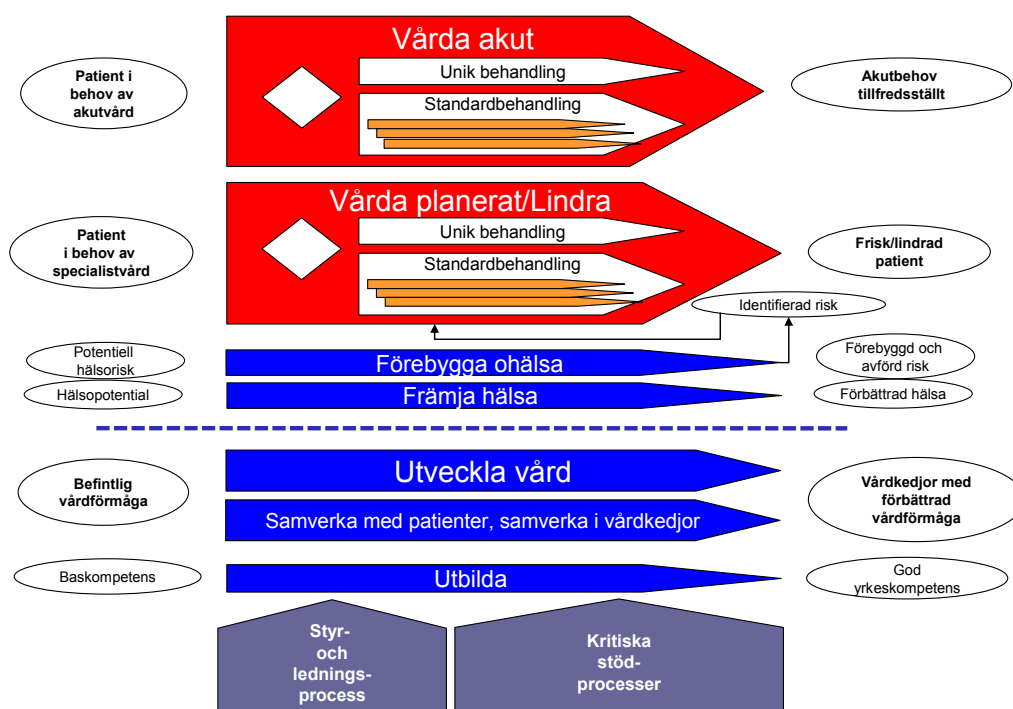 Vårda akut
Patient i
behov av
akutvård
Unik behandling
Standardbehandling
Akutbehov
tillfredsställt
Vårda planerat/Lindra
Patient
i behov av
specialistvård
Unik behandling
Standardbehandling
Frisk/lindrad
patient
Identifierad risk
Potentiell
hälsorisk
Förebygga ohälsa
Förebyggd och
avförd risk
Hälsopotential
Främja hälsa
Förbättrad hälsa
Befintlig
vårdförmåga
Utveckla vård
Samverka med patienter, samverka i vårdkedjor
Vårdkedjor med
förbättrad
vårdförmåga
Baskompetens
Utbilda
God
yrkeskompetens
Styr-
och
lednings-
process
Kritiska
stöd-
processer